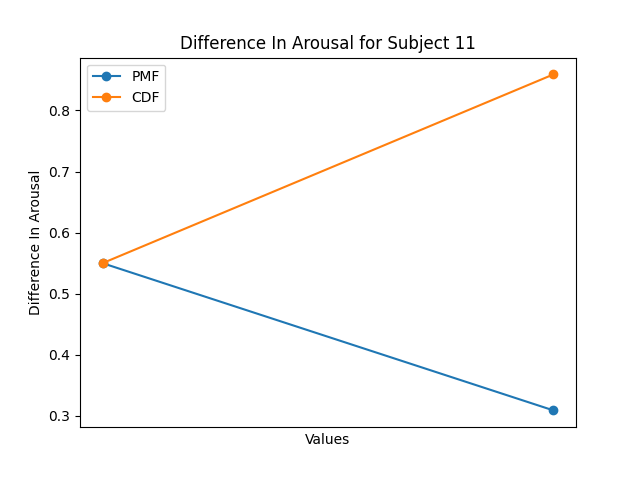 Difference In Arousal for Subject 11
PMF
CDF
0.8
0.7
0.6
0.5
0.4
0.3
Difference In Arousal
Values